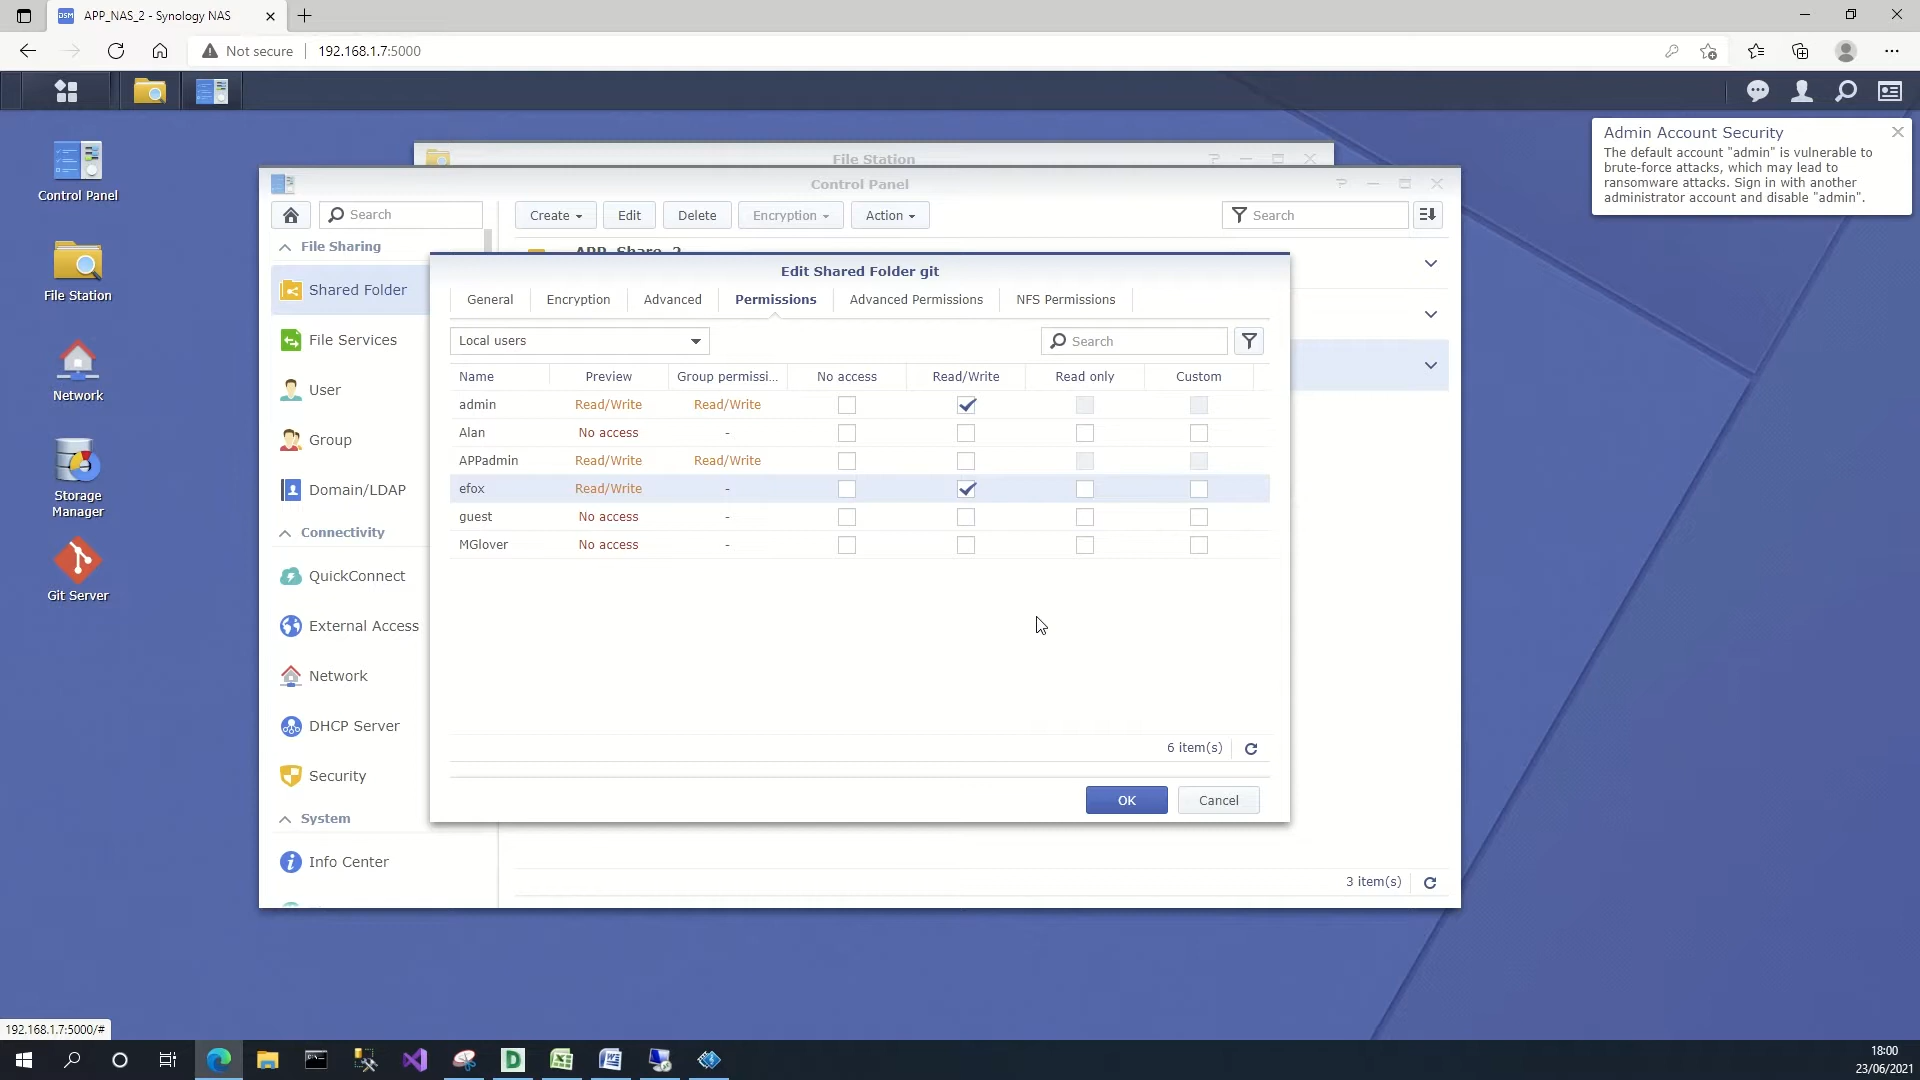 APP_NAS_2 - Synology NAS
Not secure
192.168.1.7:5000
Admin Account Security
The default account "admin" is vulnerable to
brute-force attacks, which may lead to
ransomware attacks. Sign in with another
administrator account and disable "admin".
Control Panel
File Station
Network
Storage
Manager
Git Server
File Station
Control Panel
Search
Create
Edit
Delete
Encryption
Action
Search
File Sharing
Shared Folder
File Services
User
Group
Domain/LDAP
Connectivity
QuickConnect
External Access
Network
DHCP Server
Security
System
Info Center
APP_Share_2
Edit Shared Folder git
General
Encryption
Advanced
Permissions
Advanced Permissions
NFS Permissions
Local users
Search
Name Preview Group permissi... No access Read/Write Read only Custom
admin Read/Write Read/Write
Alan No access -
APPadmin Read/Write Read/Write
efox Read/Write -
guest No access -
MGlover No access -
6 item(s)
OK
Cancel
3 item(s)
192.168.1.7:5000/#
18:00
23/06/2021